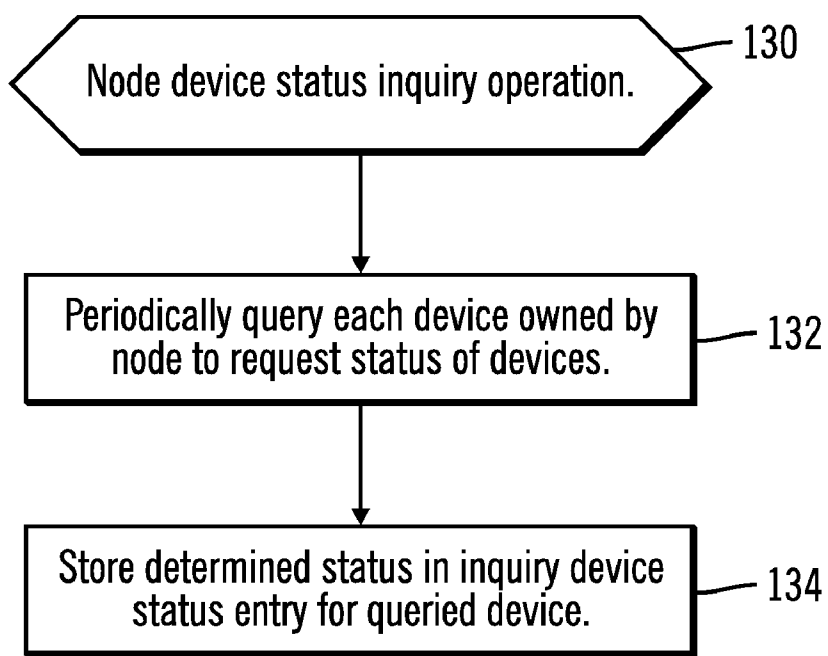 130
Node device status inquiry operation.
Periodically query each device owned by
node to request status of devices.
132
Store determined status in inquiry device
status entry for queried device.
134